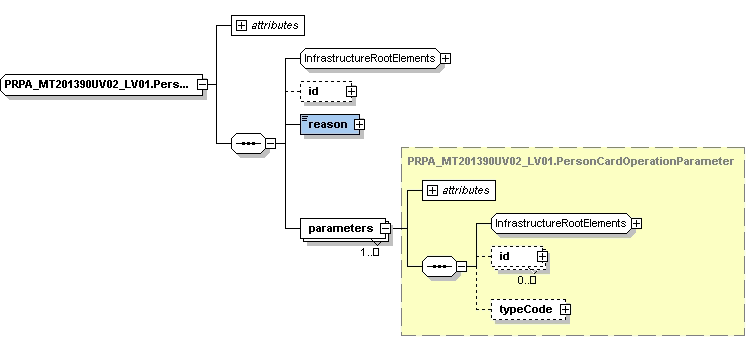 attributes
InfrastructureRootElements
PRPA_MT201390UV02_LV01.Pers...
id
reason
PRPA_MT201390UV02_LV01.PersonCardOperationParameter
attributes
InfrastructureRootElements
parameters
1..
id
0..
typeCode